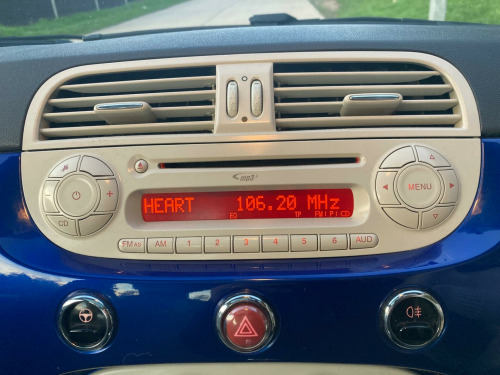 mp3
HEART 106.20 MHz
EQ TP FM|P|CD
CD
MENU
FM AS AM 1 2 3 4 5 6 AUD